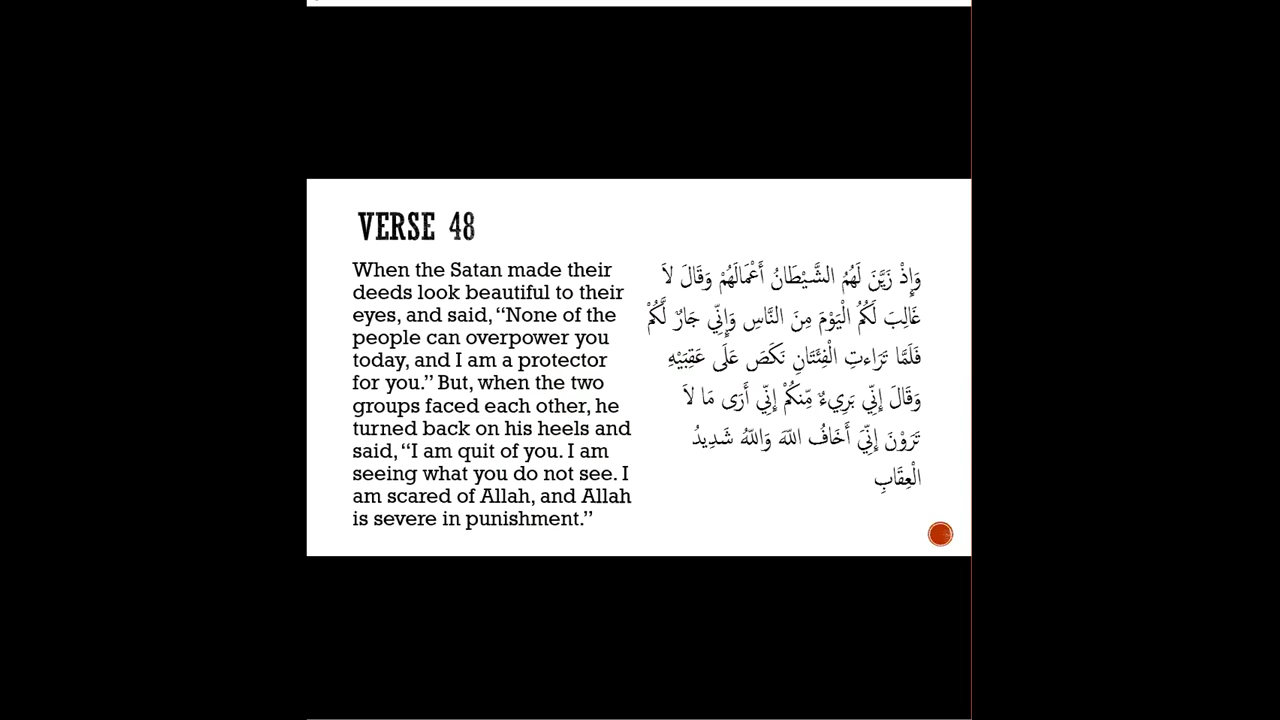 VERSE 48
When the Satan made their
deeds look beautiful to their
eyes, and said, “None of the
people can overpower you
today, and I am a protector
for you.” But, when the two
groups faced each other, he
turned back on his heels and
said, “I am quit of you. I am
seeing what you do not see. I
am scared of Allah, and Allah
is severe in punishment.”
وَإِذْ زَيَّنَ لَهُمُ الشَّيْطَانُ أَعْمَالَهُمْ وَقَالَ لاَ
غَالِبَ لَكُمُ الْيَوْمَ مِنَ النَّاسِ وَإِنِّي جَارٌ لَّكُمْ
فَلَمَّا تَرَاءتِ الْفِئَتَانِ نَكَصَ عَلَى عَقِبَيْهِ
وَقَالَ إِنِّي بَرِيءٌ مِّنكُمْ إِنِّي أَرَى مَا لاَ
تَرَوْنَ إِنِّيَ أَخَافُ اللّهَ وَاللّهُ شَدِيدُ
الْعِقَابِ